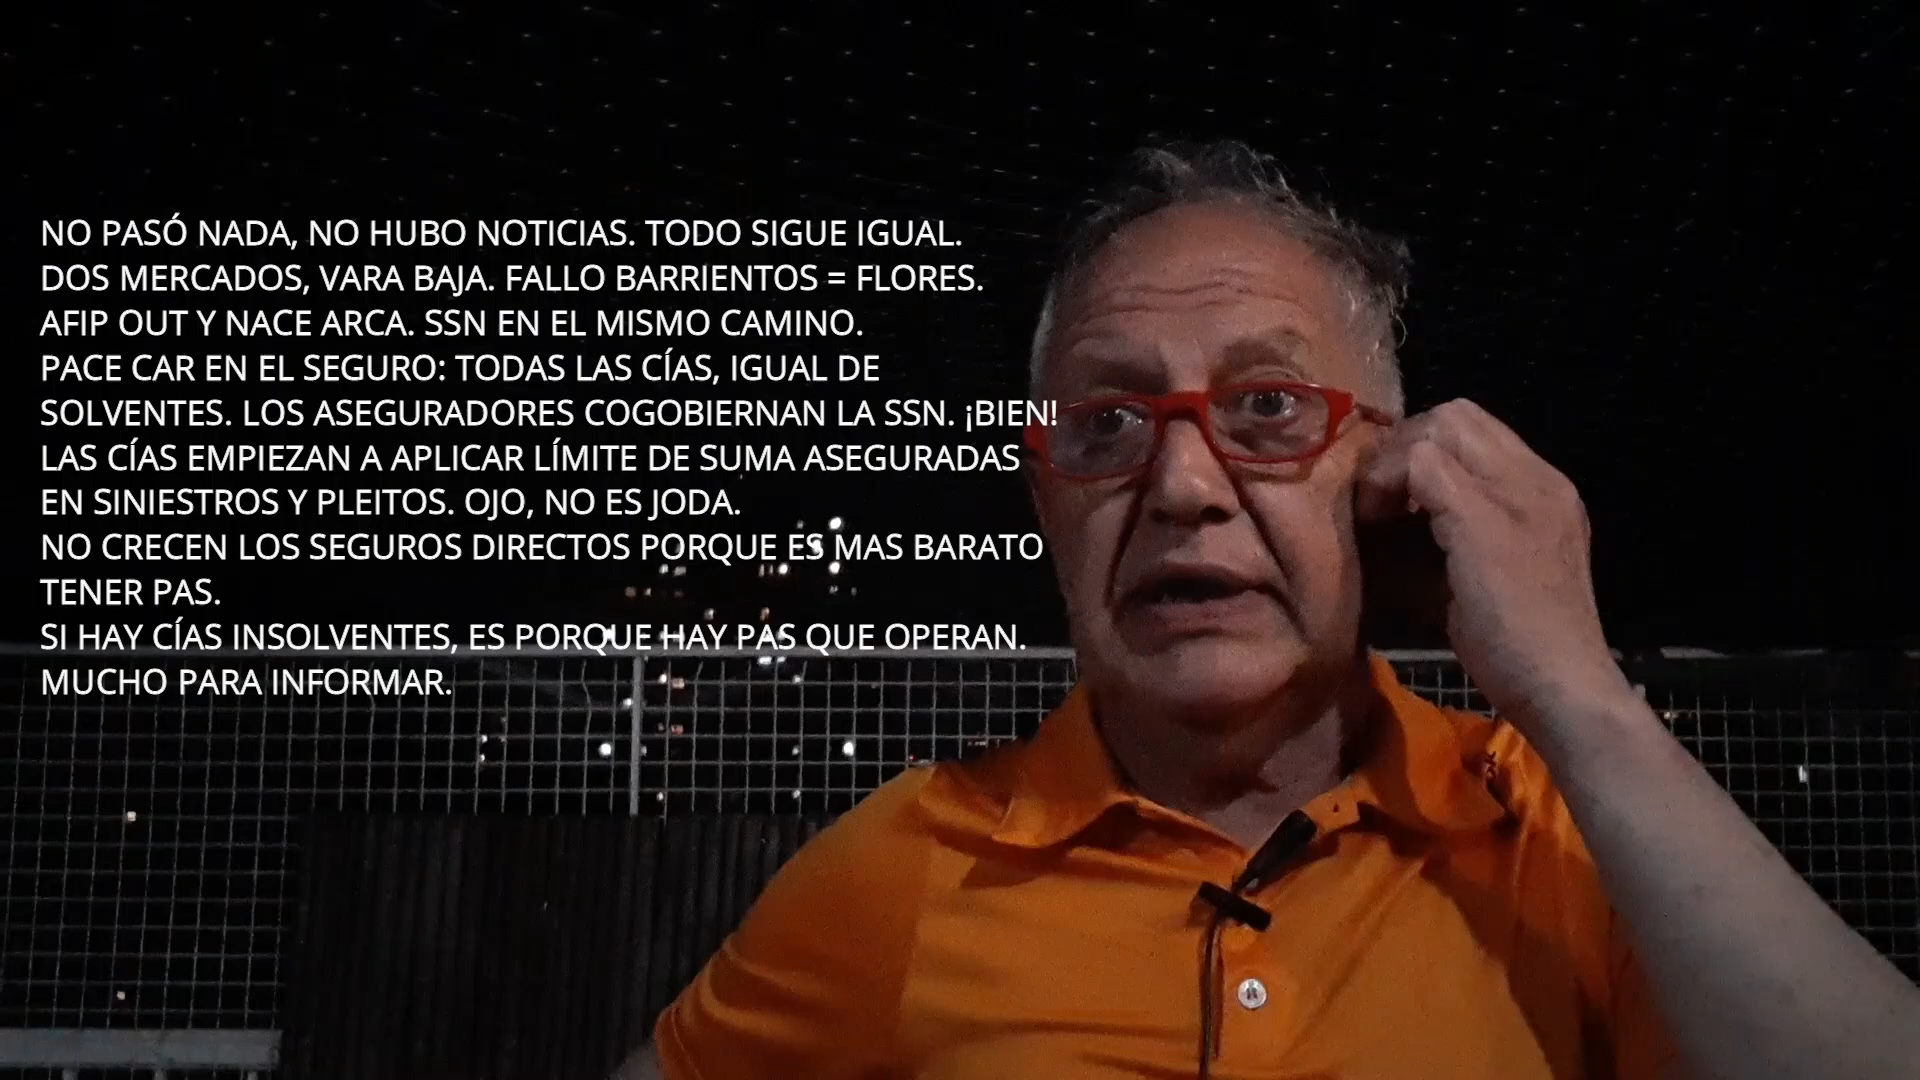 NO PASÓ NADA, NO HUBO NOTICIAS. TODO SIGUE IGUAL.
DOS MERCADOS, VARA BAJA. FALLO BARRIENTOS = FLORES.
AFIP OUT Y NACE ARCA. SSN EN EL MISMO CAMINO.
PACE CAR EN EL SEGURO: TODAS LAS CÍAS, IGUAL DE
SOLVENTES. LOS ASEGURADORES COGOBIERNAN LA SSN. ¡BIEN!
LAS CÍAS EMPIEZAN A APLICAR LÍMITE DE SUMA ASEGURADAS
EN SINIESTROS Y PLEITOS. OJO, NO ES JODA.
NO CRECEN LOS SEGUROS DIRECTOS PORQUE ES MAS BARATO
TENER PAS.
SI HAY CÍAS INSOLVENTES, ES PORQUE HAY PAS QUE OPERAN.
MUCHO PARA INFORMAR.